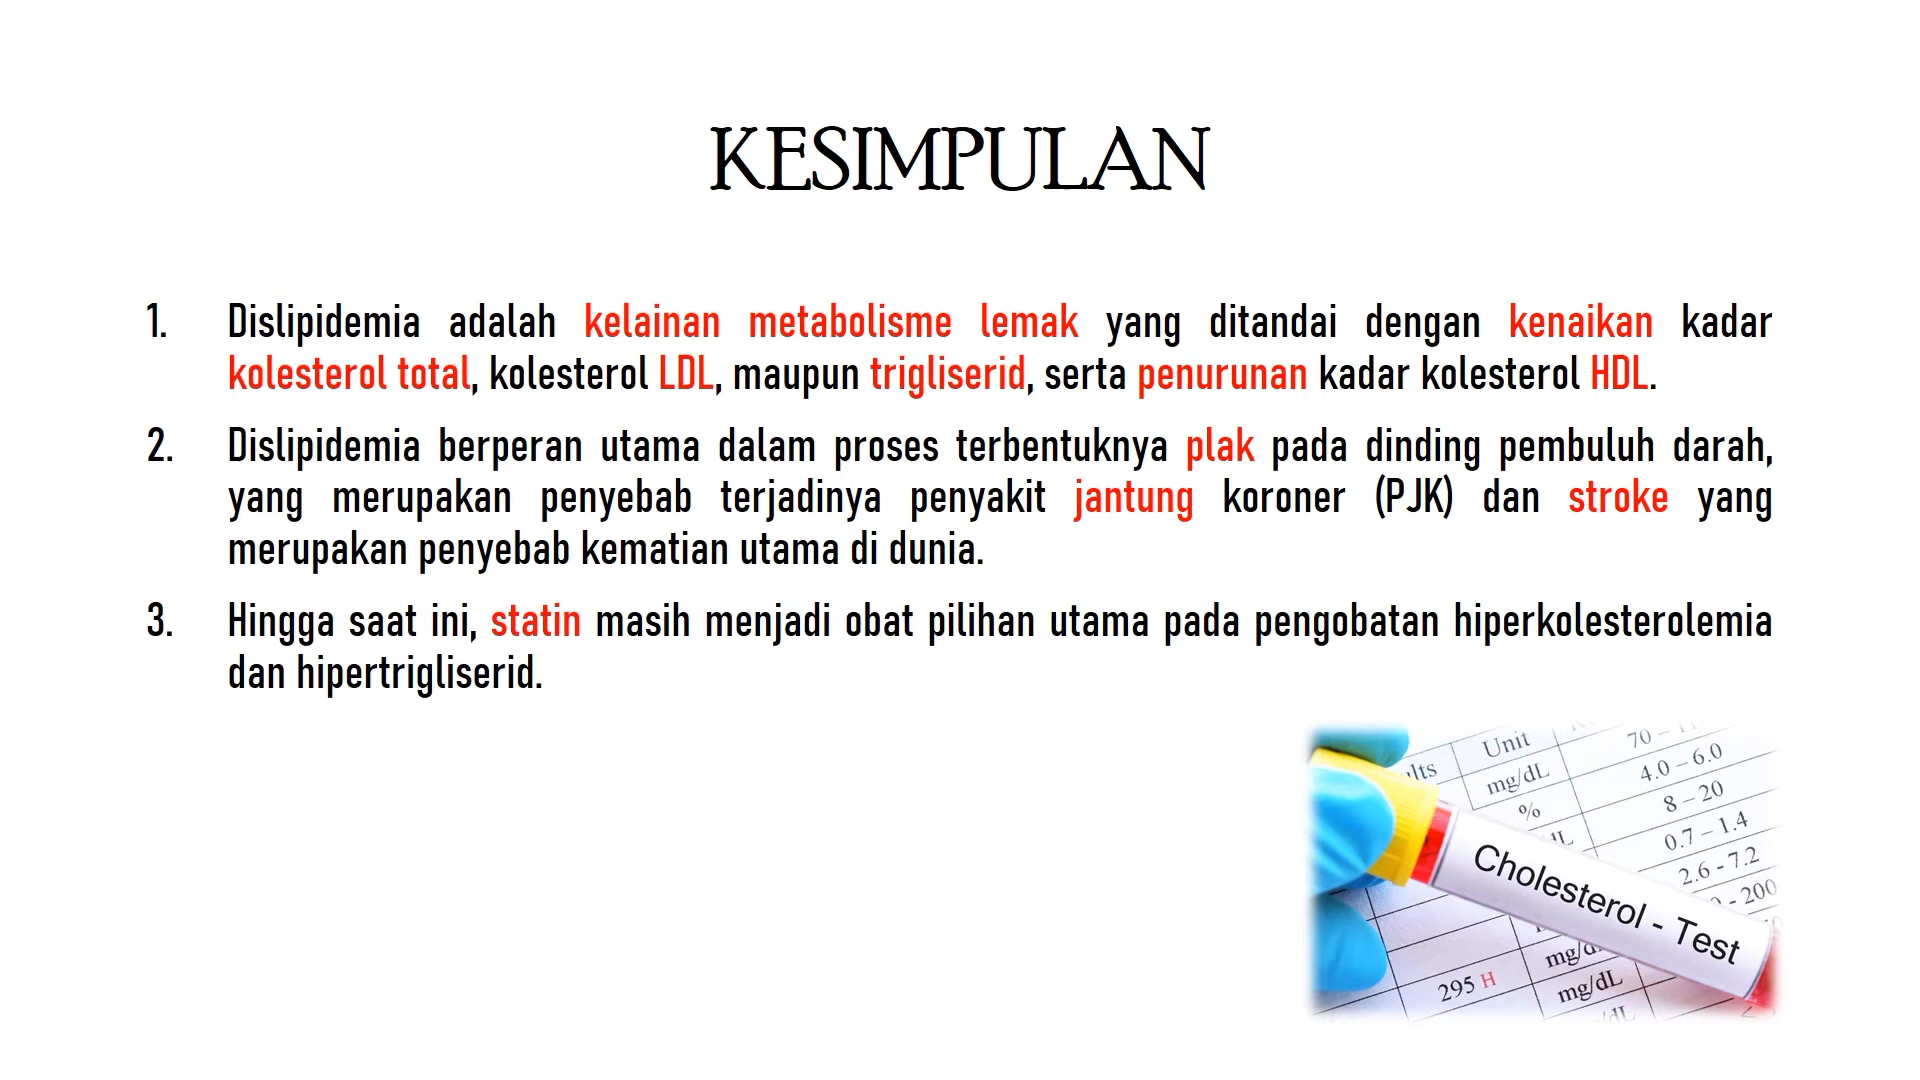 KESIMPULAN
1. Dislipidemia adalah kelainan metabolisme lemak yang ditandai dengan kenaikan kadar
kolesterol total, kolesterol LDL, maupun trigliserid, serta penurunan kadar kolesterol HDL.
2. Dislipidemia berperan utama dalam proses terbentuknya plak pada dinding pembuluh darah,
yang merupakan penyebab terjadinya penyakit jantung koroner (PJK) dan stroke yang
merupakan penyebab kematian utama di dunia.
3. Hingga saat ini, statin masih menjadi obat pilihan utama pada pengobatan hiperkolesterolemia
dan hipertrigliserid.
Unit
70 –
mg/dL
4.0 – 6.0
%
8 – 20
0.7 – 1.4
2.6 - 7.2
- 200
Cholesterol - Test
295 H
mg/dL